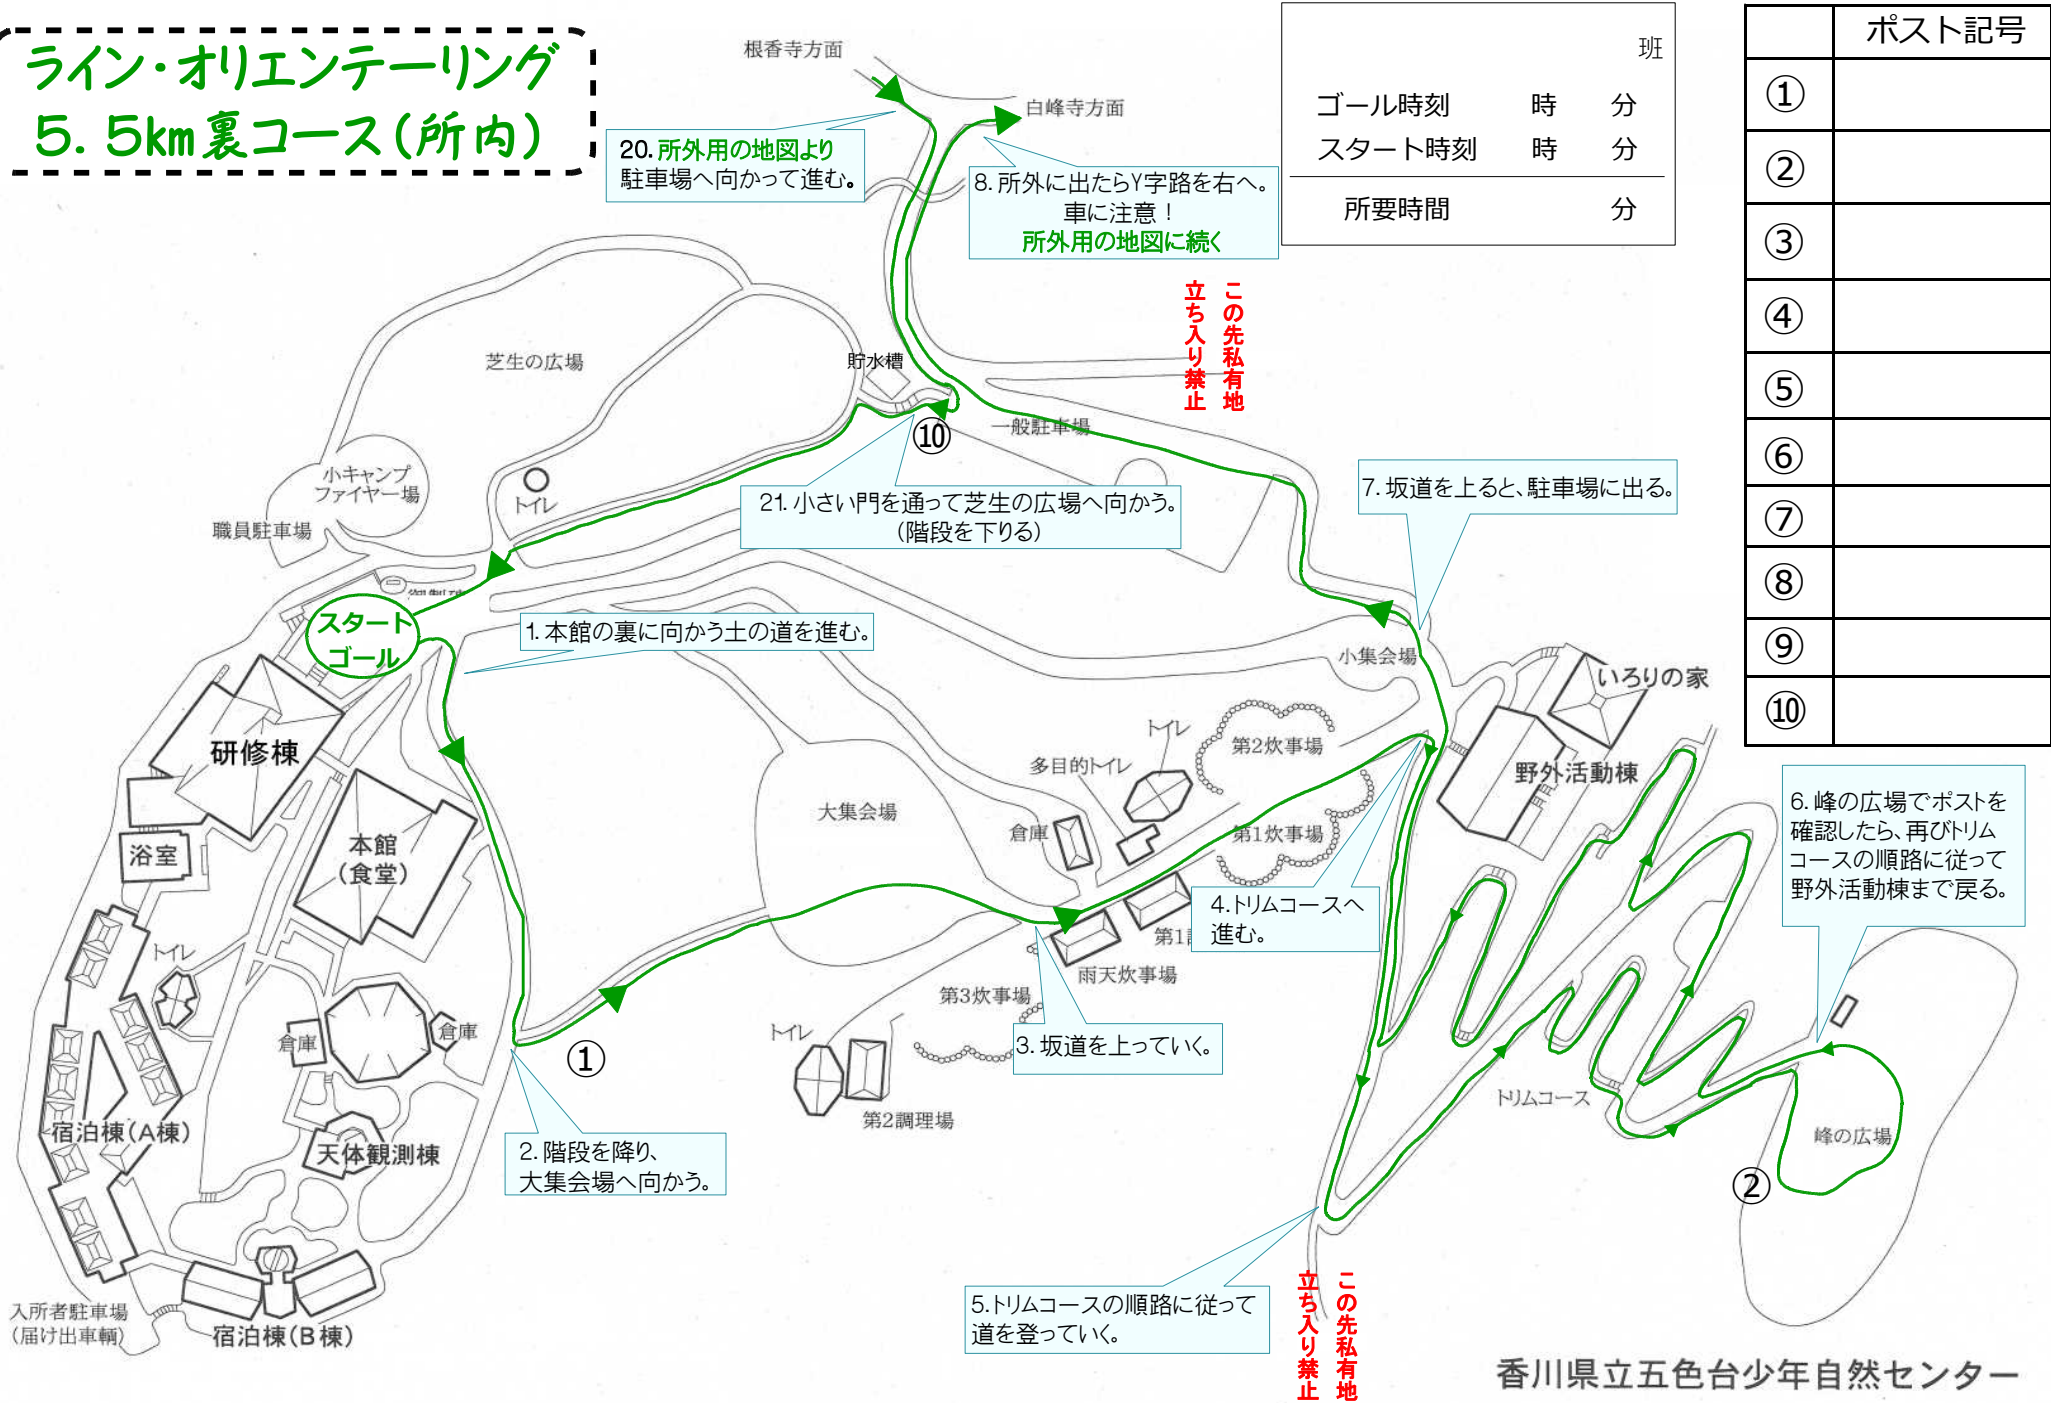 ライン・オリエンテーリング
5.5km裏コース(所内)
根香寺方面
白峰寺方面
20.所外用の地図より
駐車場へ向かって進む。
8.所外に出たらY字路を右へ。
車に注意！
所外用の地図に続く
班
ゴール時刻 時 分
スタート時刻 時 分
所要時間 分
ポスト記号
①
②
③
④
⑤
⑥
⑦
⑧
⑨
⑩
この先私有地
立ち入り禁止
芝生の広場
貯水槽
⑩
一般駐車場
小キャンプ
ファイヤー場
トイレ
職員駐車場
21.小さい門を通って芝生の広場へ向かう。
(階段を下りる)
7.坂道を上ると、駐車場に出る。
スタート
ゴール
1.本館の裏に向かう土の道を進む。
小集会場
いろりの家
研修棟
トイレ
第2炊事場
多目的トイレ
野外活動棟
大集会場
倉庫
第1炊事場
6.峰の広場でポストを
確認したら、再びトリム
コースの順路に従って
野外活動棟まで戻る。
本館
(食堂)
浴室
4.トリムコースへ
進む。
第1
雨天炊事場
トイレ
第3炊事場
倉庫
倉庫
トイレ
3.坂道を上っていく。
①
第2調理場
トリムコース
峰の広場
宿泊棟(A棟)
天体観測棟
2.階段を降り、
大集会場へ向かう。
②
5.トリムコースの順路に従って
道を登っていく。
この先私有地
立ち入り禁止
入所者駐車場
(届け出車輌)
宿泊棟(B棟)
香川県立五色台少年自然センター